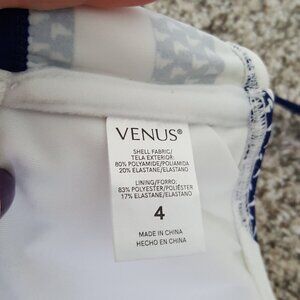 VENUS®
SHELL FABRIC/
TELA EXTERIOR:
80% POLYAMIDE/POLIAMIDA
20% ELASTANE/ELASTANO
LINING/FORRO:
83% POLYESTER/POLIÉSTER
17% ELASTANE/ELASTANO
4
MADE IN CHINA
HECHO EN CHINA